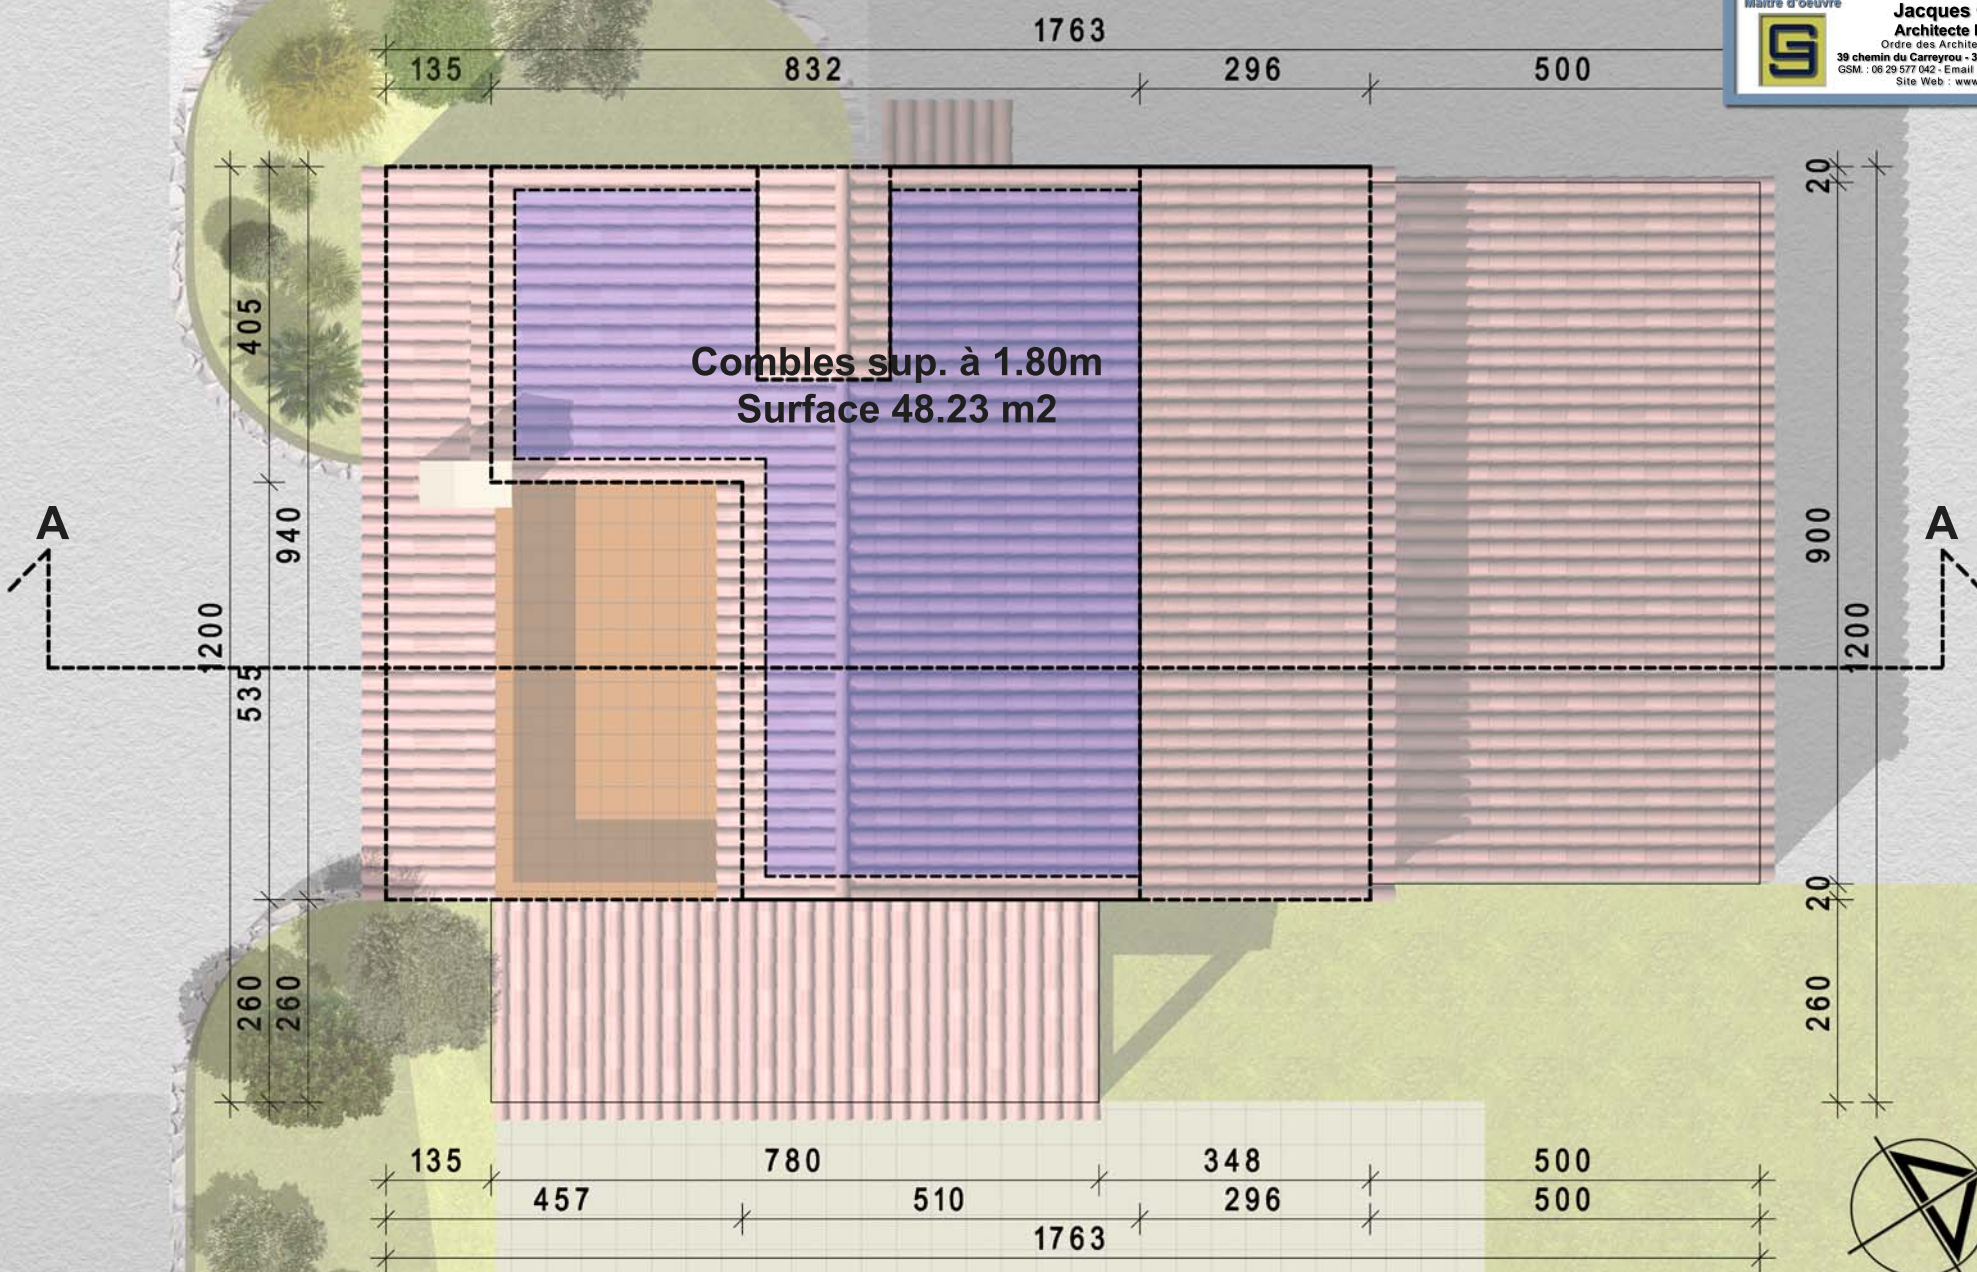 Maître d'oeuvre
Jacques
Architecte
Ordre des Archite
39 chemin du Carreyrou - 3
GSM. : 06 29 577 042 - Email
Site Web : www
1763
135 832 296 500
Combles sup. à 1.80m
Surface 48.23 m2
A
A
405
940
1200
535
260
260
20
900
1200
20
260
135 780 348 500
457 510 296 500
1763